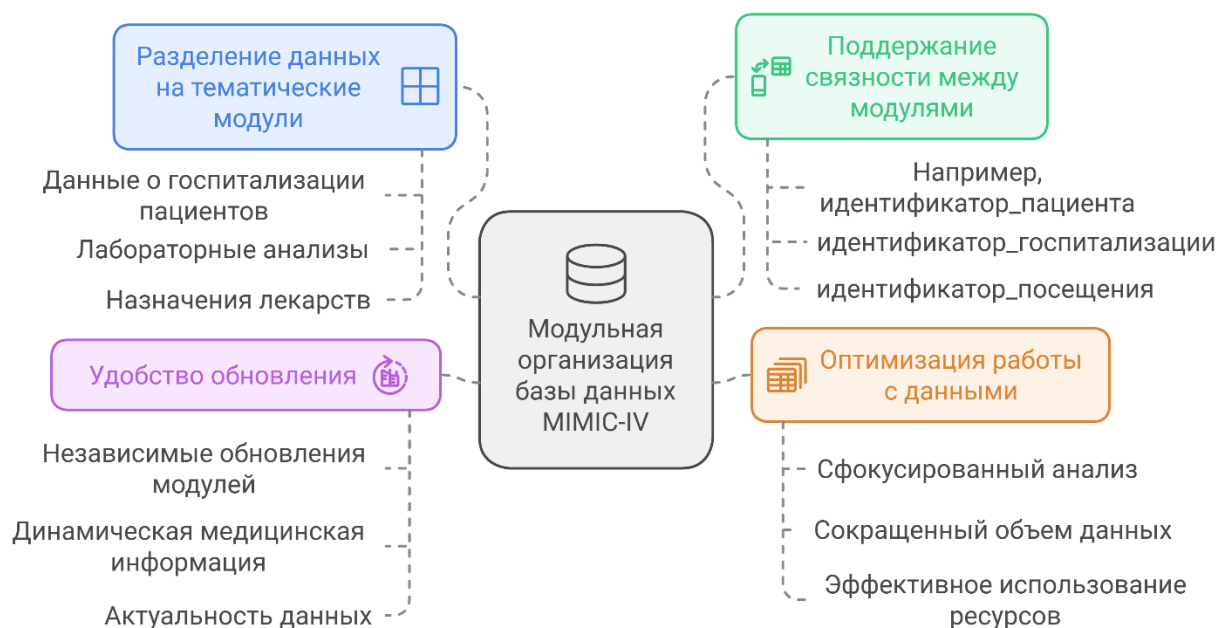 Разделение данных
на тематические
модули
Данные о госпитализации
пациентов
Лабораторные анализы
Назначения лекарств
Поддержание
связности между
модулями
Например,
идентификатор_пациента
идентификатор_госпитализации
идентификатор_посещения
Модульная
организация
базы данных
MIMIC-IV
Удобство обновления
Независимые обновления
модулей
Динамическая медицинская
информация
Актуальность данных
Оптимизация работы
с данными
Сфокусированный анализ
Сокращенный объем данных
Эффективное использование
ресурсов